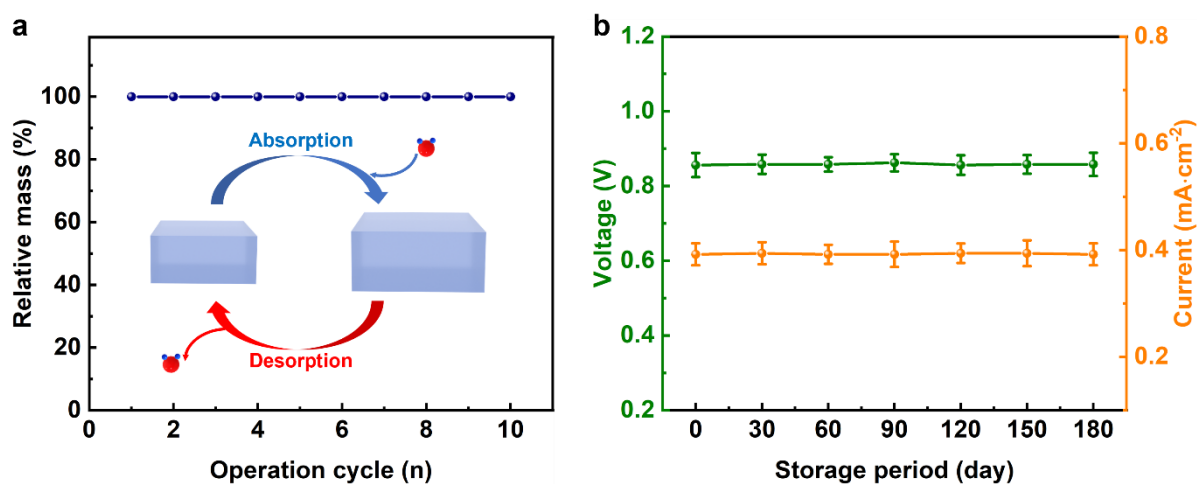 a
Relative mass (%)
100
80
60
40
20
0
Absorption
Desorption
0 2 4 6 8 10
Operation cycle (n)
b
Voltage (V)
1.2
1.0
0.8
0.6
0.4
0.2
0.8
0.6
0.4
0.2
Current (mA·cm⁻²)
0 30 60 90 120 150 180
Storage period (day)